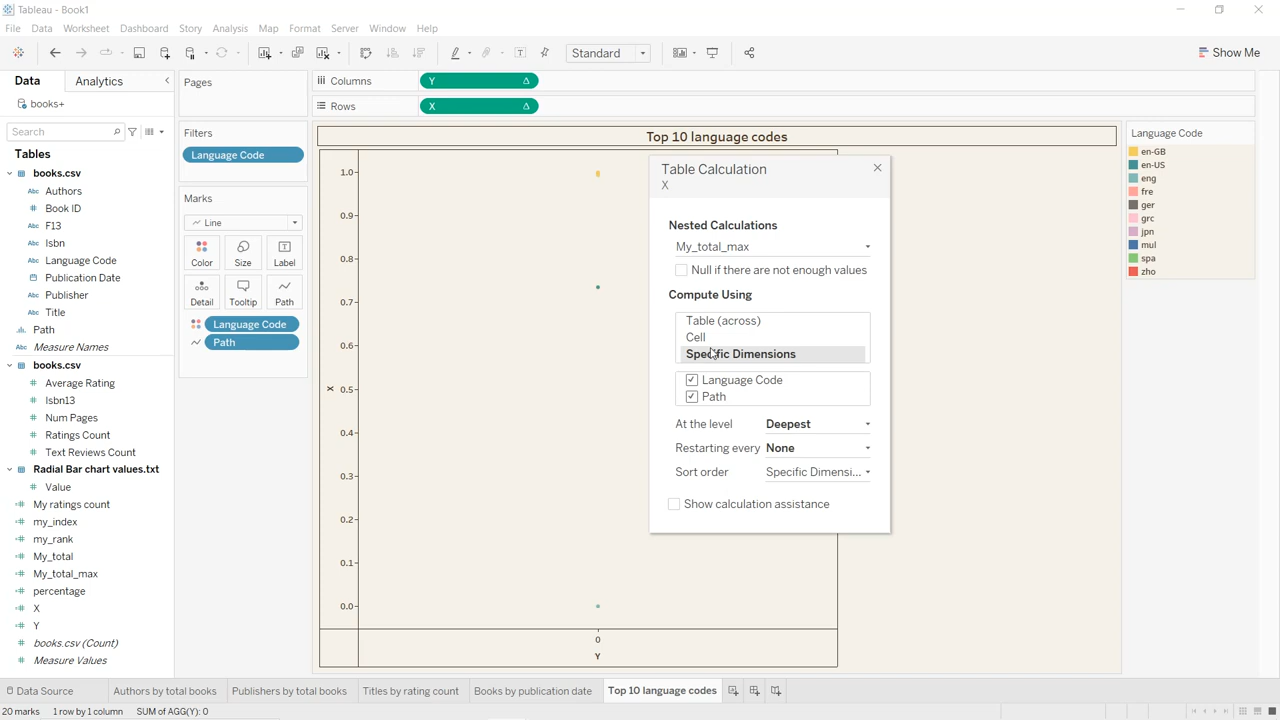 Tableau - Book1
File Data Worksheet Dashboard Story Analysis Map Format Server Window Help
Standard
Show Me
Data Analytics
books+
Search
Tables
books.csv
Abc Authors
# Book ID
Abc F13
Abc Isbn
Abc Language Code
Publication Date
Abc Publisher
Abc Title
Path
Abc Measure Names
books.csv
# Average Rating
# Isbn13
# Num Pages
# Ratings Count
# Text Reviews Count
Radial Bar chart values.txt
# Value
=# My ratings count
=# my_index
=# my_rank
=# My_total
=# My_total_max
=# percentage
=# X
=# Y
# books.csv (Count)
# Measure Values
Pages
Filters
Language Code
Marks
Line
Color Size Label
Detail Tooltip Path
Language Code
Path
Columns Y Δ
Rows X Δ
Top 10 language codes
X
1.0
0.9
0.8
0.7
0.6
0.5
0.4
0.3
0.2
0.1
0.0
0
Y
Table Calculation
X
Nested Calculations
My_total_max
Null if there are not enough values
Compute Using
Table (across)
Cell
Specific Dimensions
Language Code
Path
At the level Deepest
Restarting every None
Sort order Specific Dimensi...
Show calculation assistance
Language Code
en-GB
en-US
eng
fre
ger
grc
jpn
mul
spa
zho
Data Source Authors by total books Publishers by total books Titles by rating count Books by publication date Top 10 language codes
20 marks 1 row by 1 column SUM of AGG(Y): 0